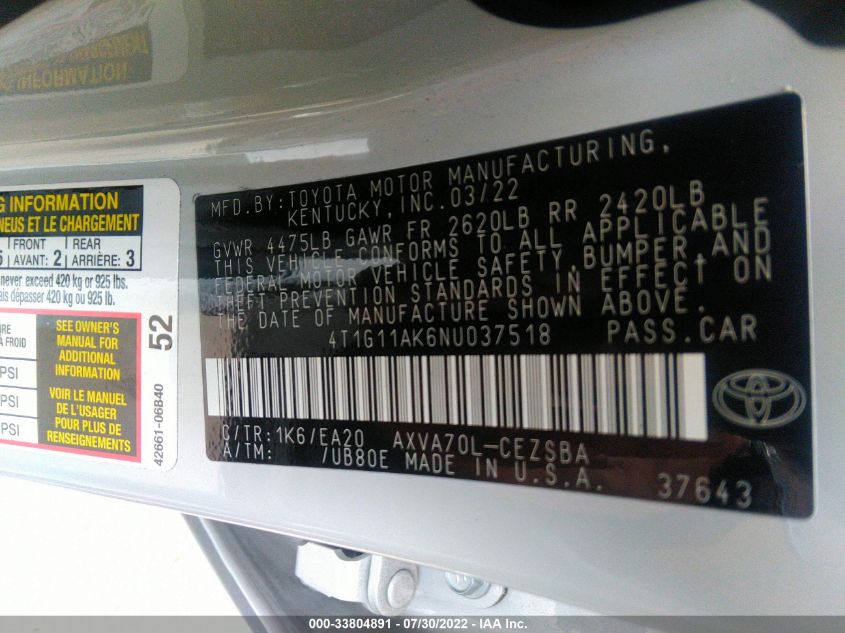 G INFORMATION
NEUS ET LE CHARGEMENT
FRONT
AVANT: 2
REAR
ARRIÈRE: 3
never exceed 420 kg or 925 lbs.
dépasser 420 kg ou 925 lb.
À FROID
PSI
PSI
PSI
SEE OWNER'S
MANUAL FOR
ADDITIONAL
INFORMATION
VOIR LE MANUEL
DE L'USAGER
POUR PLUS DE
RENSEIGNEMENTS
52
42661-06B40
MFD.BY:TOYOTA MOTOR MANUFACTURING,
KENTUCKY,INC.03/22
GVWR 4475LB GAWR FR 2620LB RR 2420LB
THIS VEHICLE CONFORMS TO ALL APPLICABLE
FEDERAL MOTOR VEHICLE SAFETY,BUMPER,AND
THEFT PREVENTION STANDARDS IN EFFECT ON
THE DATE OF MANUFACTURE SHOWN ABOVE.
4T1G11AK6NU037518 PASS.CAR
C/TR:1K6/EA20 AXVA70L-CEZSBA
A/TM: /UB80E MADE IN U.S.A.
37643
000-33804891 / 07/30/2022 - IAA Inc.